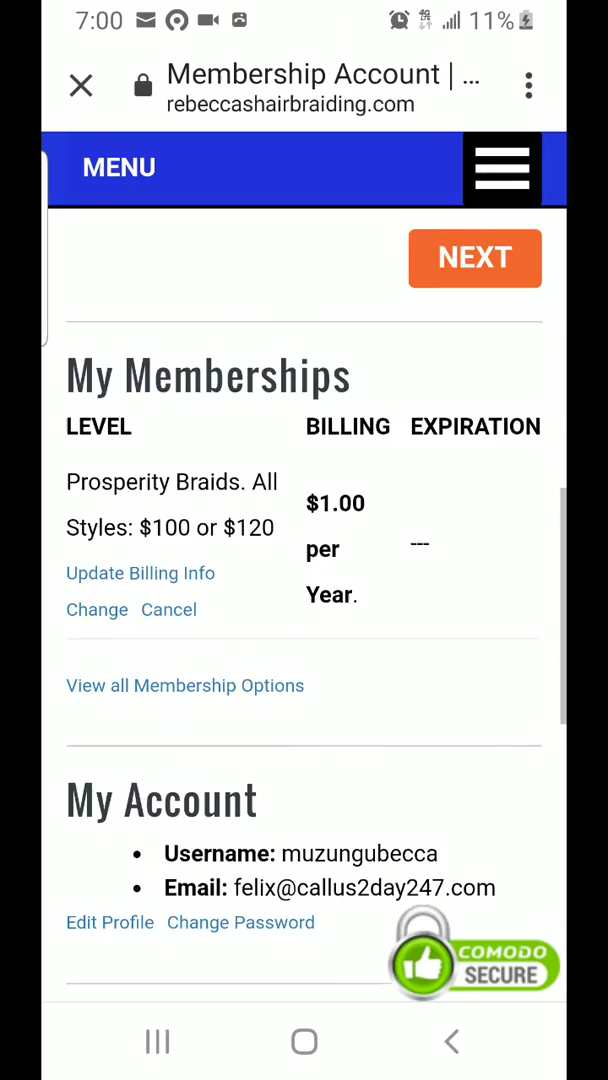 7:00
4G
11%
Membership Account | ...
rebeccashairbraiding.com
MENU
NEXT
My Memberships
LEVEL BILLING EXPIRATION
Prosperity Braids. All
Styles: $100 or $120
$1.00
per
Year.
---
Update Billing Info
Change Cancel
View all Membership Options
My Account
• Username: muzungubecca
• Email: felix@callus2day247.com
Edit Profile Change Password
COMODO
SECURE